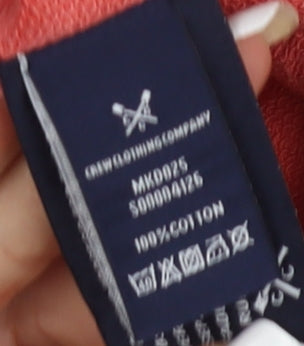 CREW CLOTHING COMPANY
MKD025
S00004126
100% COTTON